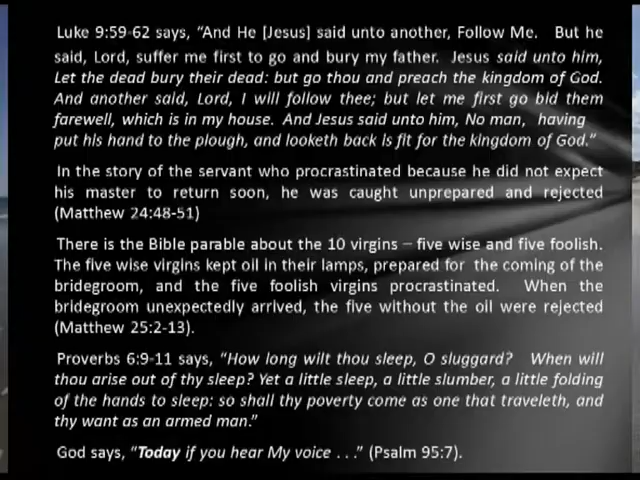 Luke 9:59-62 says, “And He [Jesus] said unto another, Follow Me. But he
said, Lord, suffer me first to go and bury my father. Jesus said unto him,
Let the dead bury their dead: but go thou and preach the kingdom of God.
And another said, Lord, I will follow thee; but let me first go bid them
farewell, which is in my house. And Jesus said unto him, No man, having
put his hand to the plough, and looketh back is fit for the kingdom of God.”
In the story of the servant who procrastinated because he did not expect
his master to return soon, he was caught unprepared and rejected
(Matthew 24:48-51)
There is the Bible parable about the 10 virgins – five wise and five foolish.
The five wise virgins kept oil in their lamps, prepared for the coming of the
bridegroom, and the five foolish virgins procrastinated. When the
bridegroom unexpectedly arrived, the five without the oil were rejected
(Matthew 25:2-13).
Proverbs 6:9-11 says, “How long wilt thou sleep, O sluggard? When will
thou arise out of thy sleep? Yet a little sleep, a little slumber, a little folding
of the hands to sleep: so shall thy poverty come as one that traveleth, and
thy want as an armed man.”
God says, “Today if you hear My voice . . .” (Psalm 95:7).